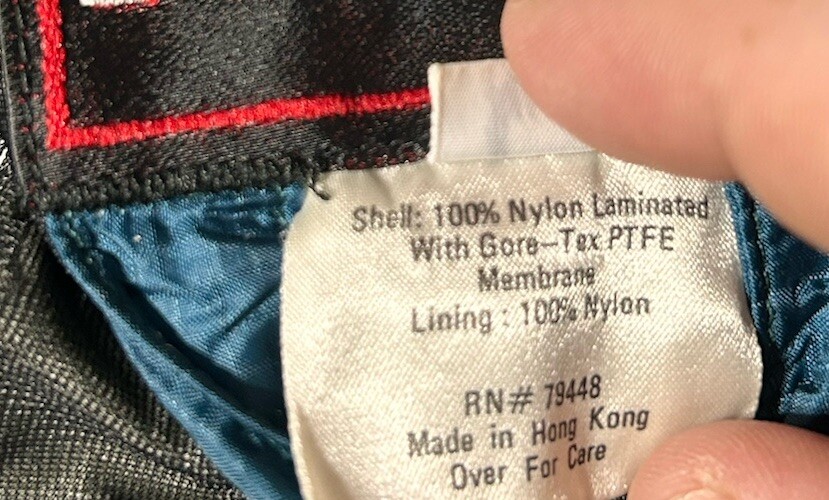 Shell: 100% Nylon Laminated
With Gore-Tex PTFE
Membrane
Lining : 100% Nylon
RN# 79448
Made in Hong Kong
Over For Care